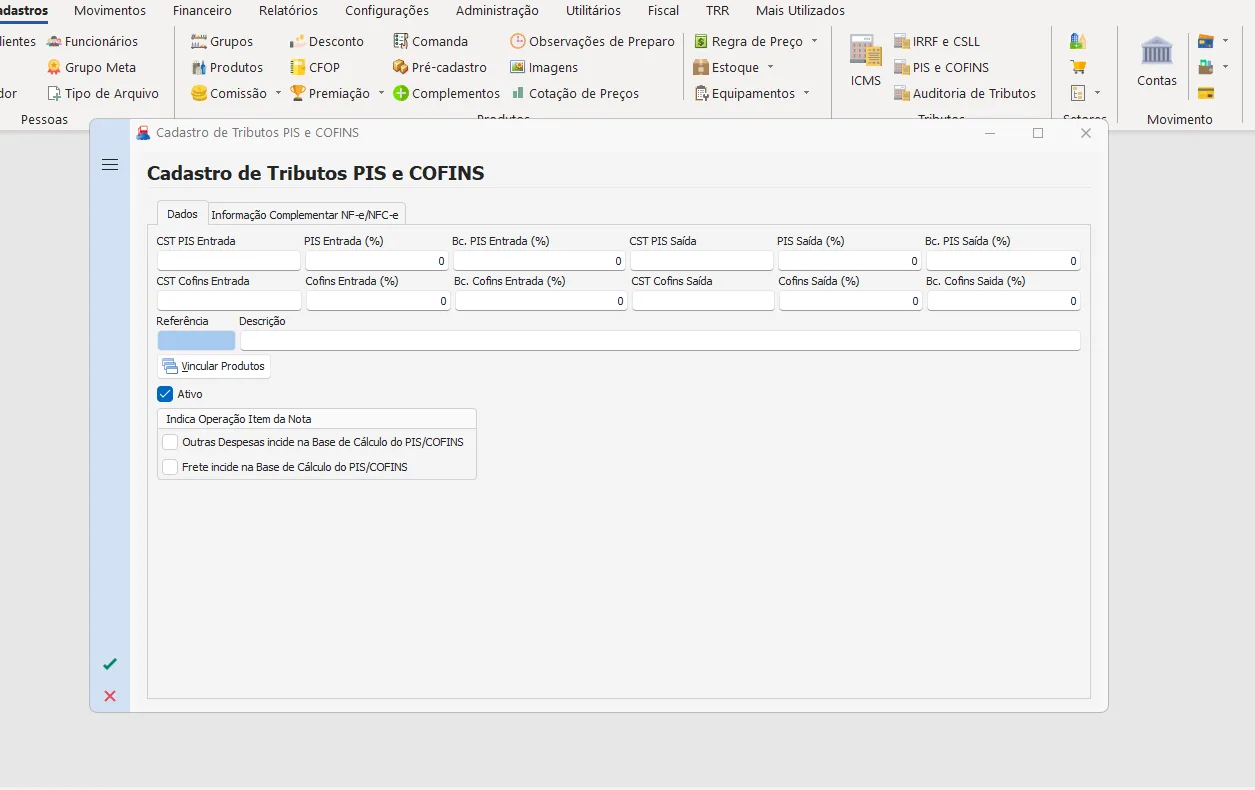 adastros Movimentos Financeiro Relatórios Configurações Administração Utilitários Fiscal TRR Mais Utilizados
ientes Funcionários Grupos Desconto Comanda Observações de Preparo Regra de Preço IRRF e CSLL
Grupo Meta Produtos CFOP Pré-cadastro Imagens Estoque PIS e COFINS
dor Tipo de Arquivo Comissão Premiação Complementos Cotação de Preços Equipamentos ICMS Auditoria de Tributos Contas
Pessoas Produtos Tributos Setores Movimento
Cadastro de Tributos PIS e COFINS
Cadastro de Tributos PIS e COFINS
Dados Informação Complementar NF-e/NFC-e
CST PIS Entrada PIS Entrada (%) Bc. PIS Entrada (%) CST PIS Saída PIS Saída (%) Bc. PIS Saída (%)
0 0 0 0
CST Cofins Entrada Cofins Entrada (%) Bc. Cofins Entrada (%) CST Cofins Saída Cofins Saída (%) Bc. Cofins Saida (%)
0 0 0 0
Referência Descrição
Vincular Produtos
Ativo
Indica Operação Item da Nota
Outras Despesas incide na Base de Cálculo do PIS/COFINS
Frete incide na Base de Cálculo do PIS/COFINS